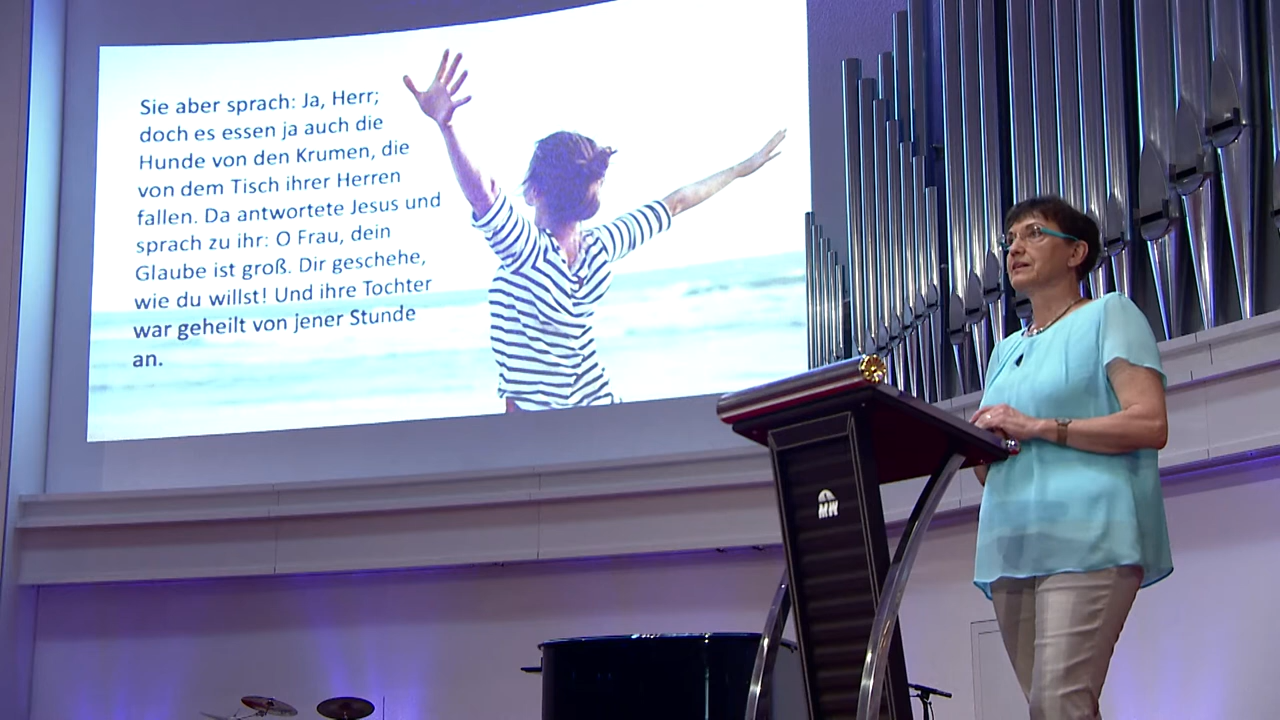 Sie aber sprach: Ja, Herr;
doch es essen ja auch die
Hunde von den Krumen, die
von dem Tisch ihrer Herren
fallen. Da antwortete Jesus und
sprach zu ihr: O Frau, dein
Glaube ist groß. Dir geschehe,
wie du willst! Und ihre Tochter
war geheilt von jener Stunde
an.
MW